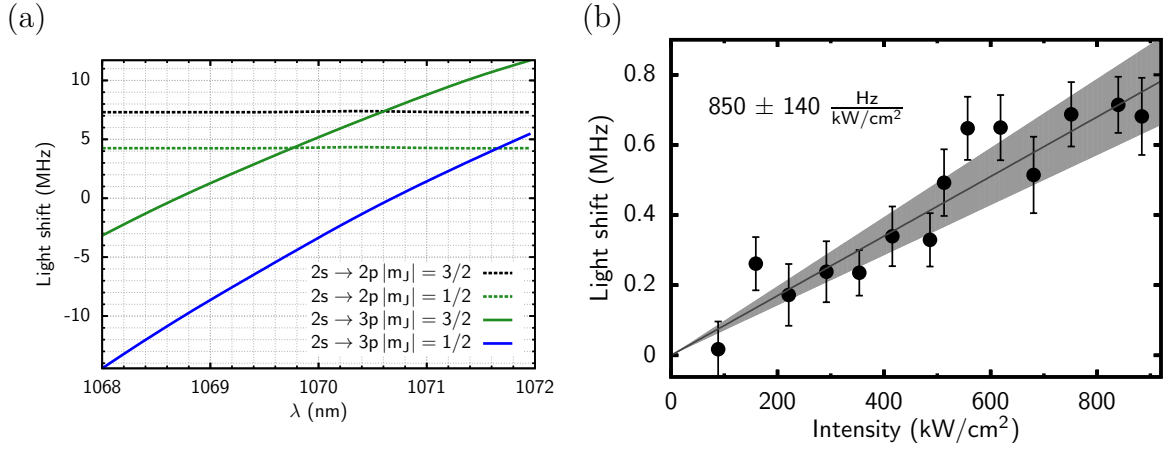 (a)
Light shift (MHz)
10
5
0
-5
-10
2s → 2p |mJ| = 3/2
2s → 2p |mJ| = 1/2
2s → 3p |mJ| = 3/2
2s → 3p |mJ| = 1/2
1068 1069 1070 1071 1072
λ (nm)
(b)
Light shift (MHz)
0.8
0.6
0.4
0.2
0
850 ± 140 Hz/kW/cm²
0 200 400 600 800
Intensity (kW/cm²)